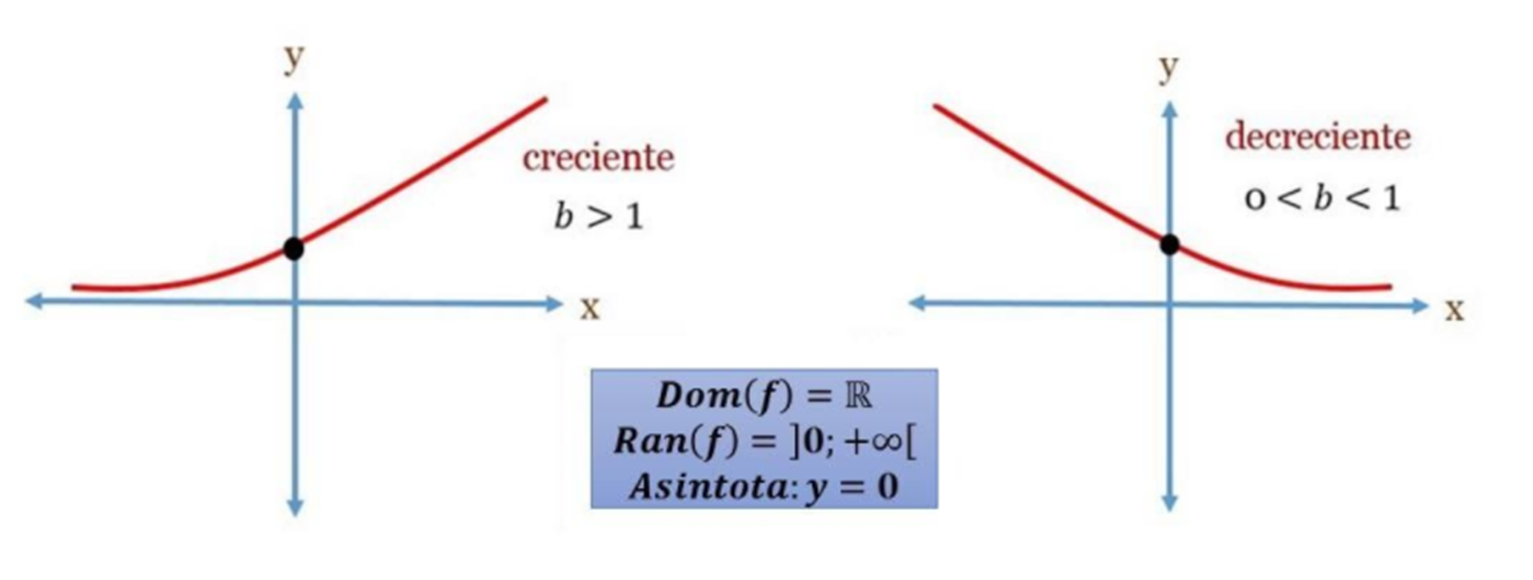 y
creciente
b > 1
x
y
decreciente
0 < b < 1
x
Dom(f) = ℝ
Ran(f) = ]0; +∞[
Asintota: y = 0